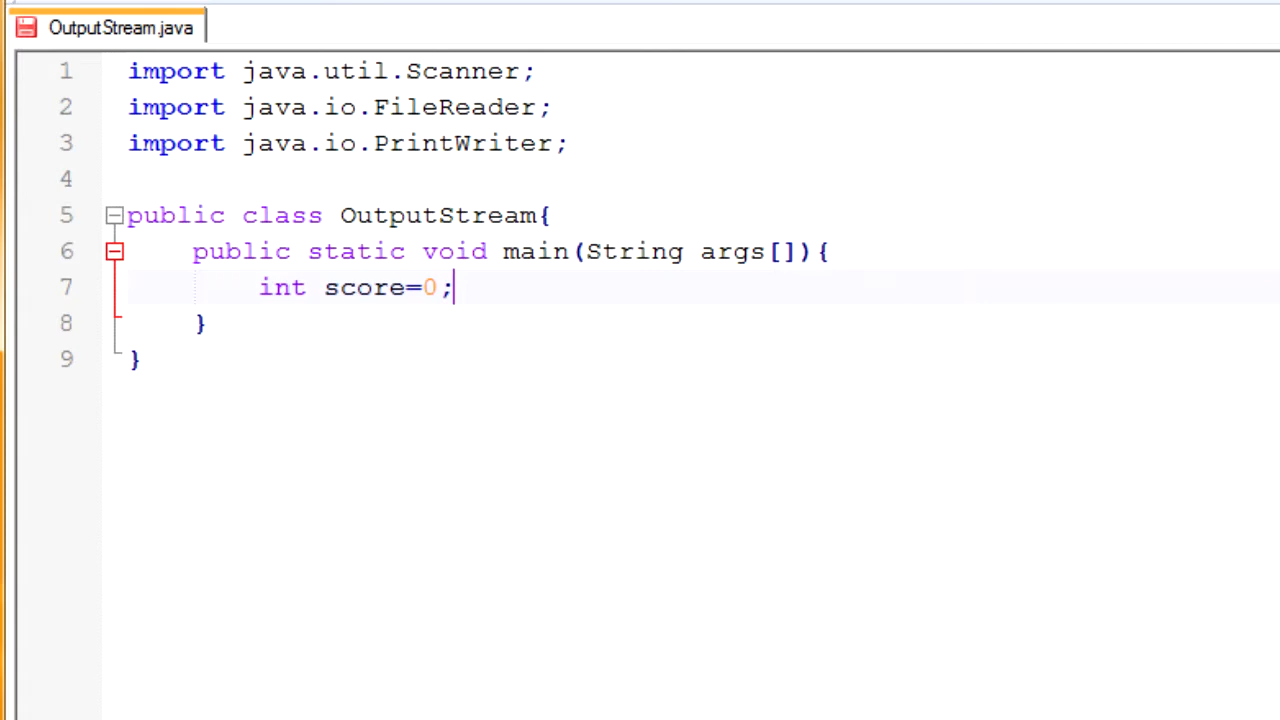 OutputStream.java
1 import java.util.Scanner;
2 import java.io.FileReader;
3 import java.io.PrintWriter;
4
5 public class OutputStream{
6 public static void main(String args[]){
7 int score=0;
8 }
9 }